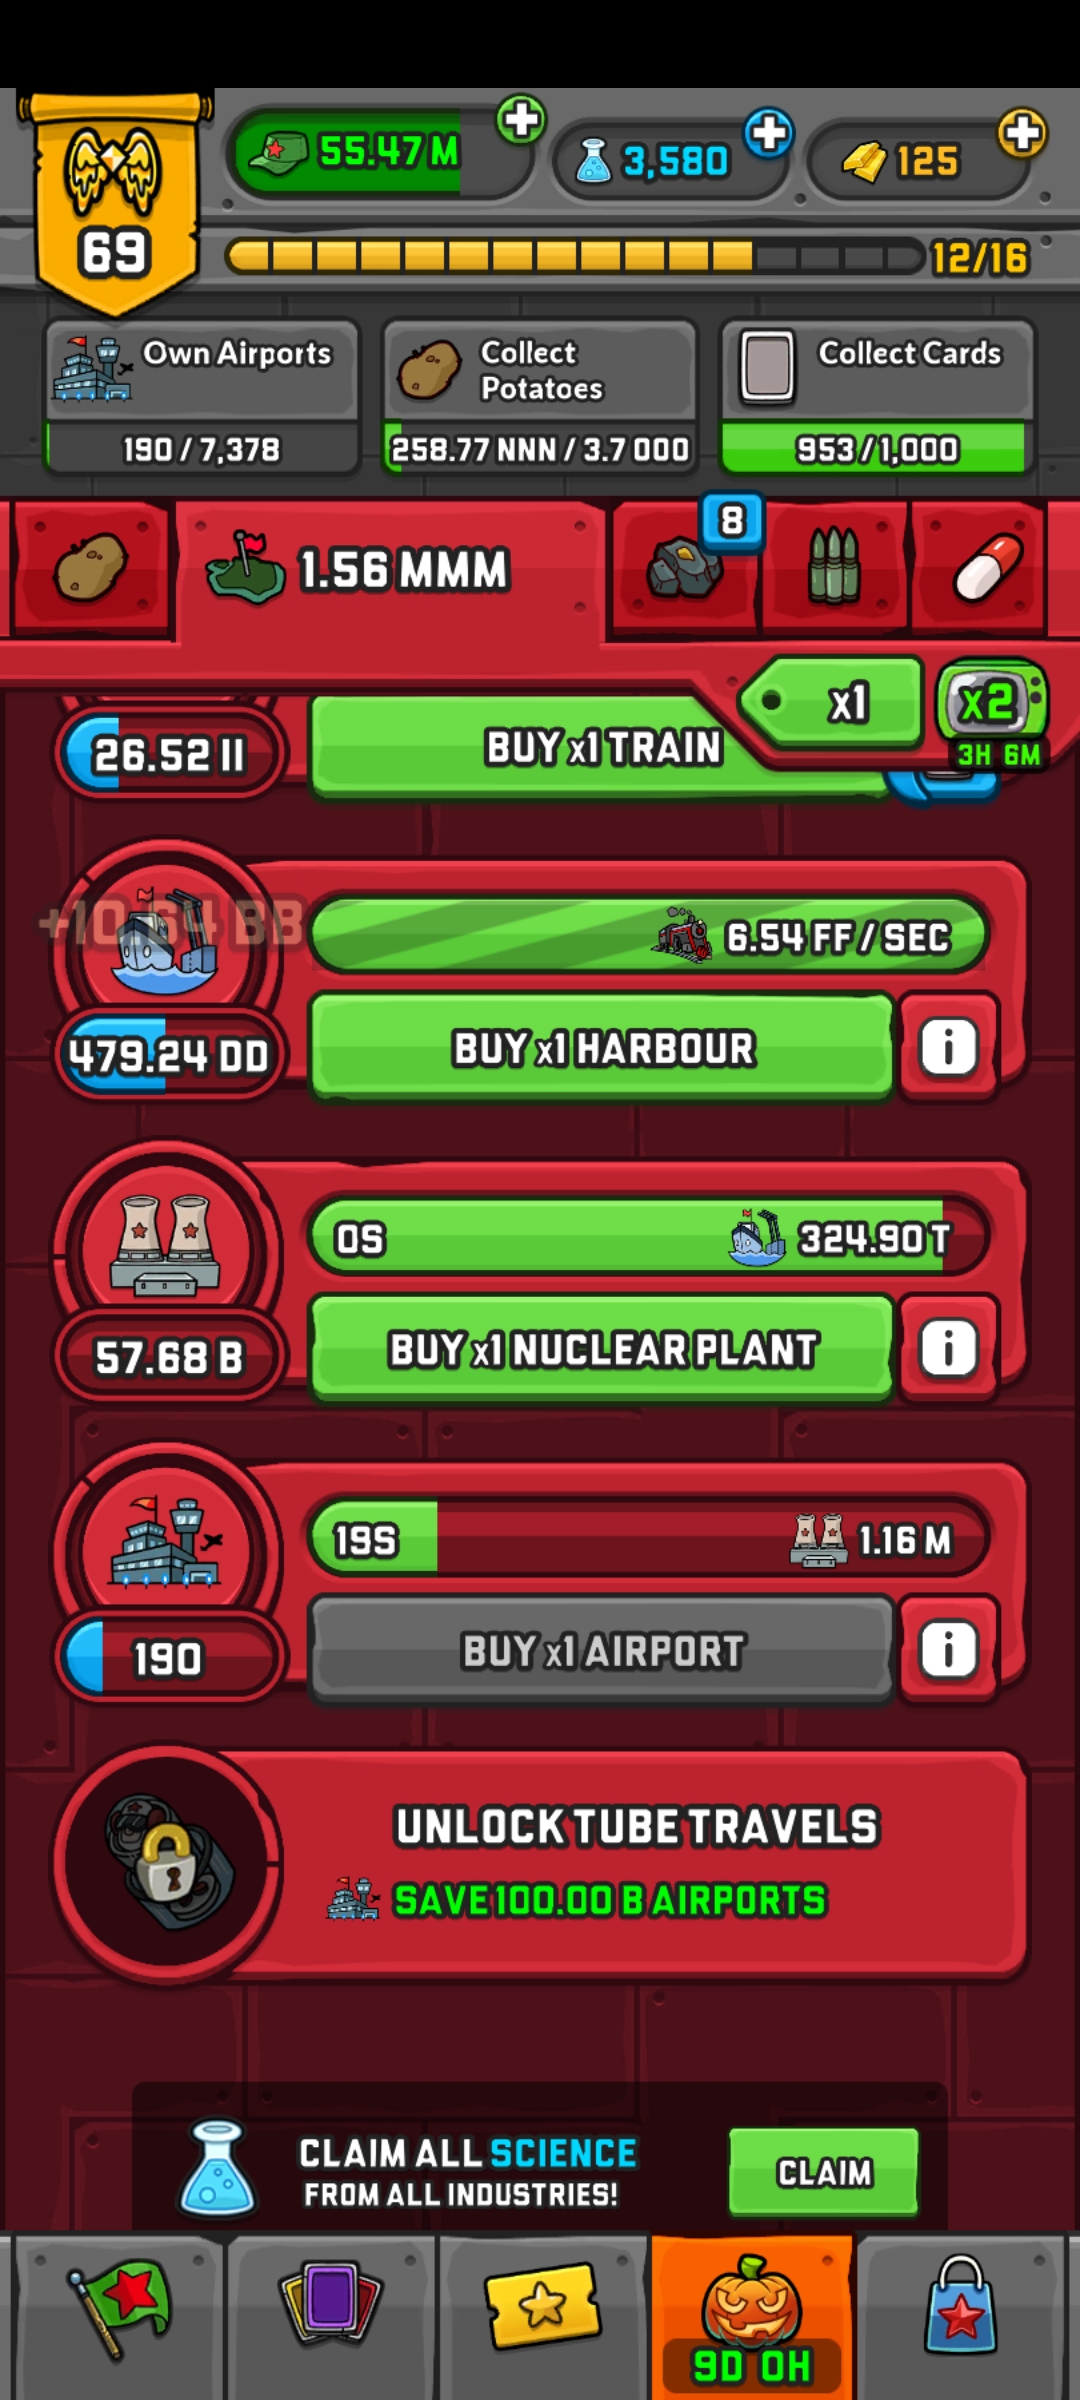 55.47 M
3,580
125
69
12/16
Own Airports
190 / 7,378
Collect
Potatoes
258.77 NNN / 3.7 OOO
Collect Cards
953 / 1,000
1.56 MMM
8
x1
x2
3H 6M
26.52 II
BUY x1 TRAIN
+10.64 BB
6.54 FF / SEC
479.24 DD
BUY x1 HARBOUR
i
0S
324.90 T
57.68 B
BUY x1 NUCLEAR PLANT
i
19S
1.16 M
190
BUY x1 AIRPORT
i
UNLOCK TUBE TRAVELS
SAVE 100.00 B AIRPORTS
CLAIM ALL SCIENCE
FROM ALL INDUSTRIES!
CLAIM
9D 0H